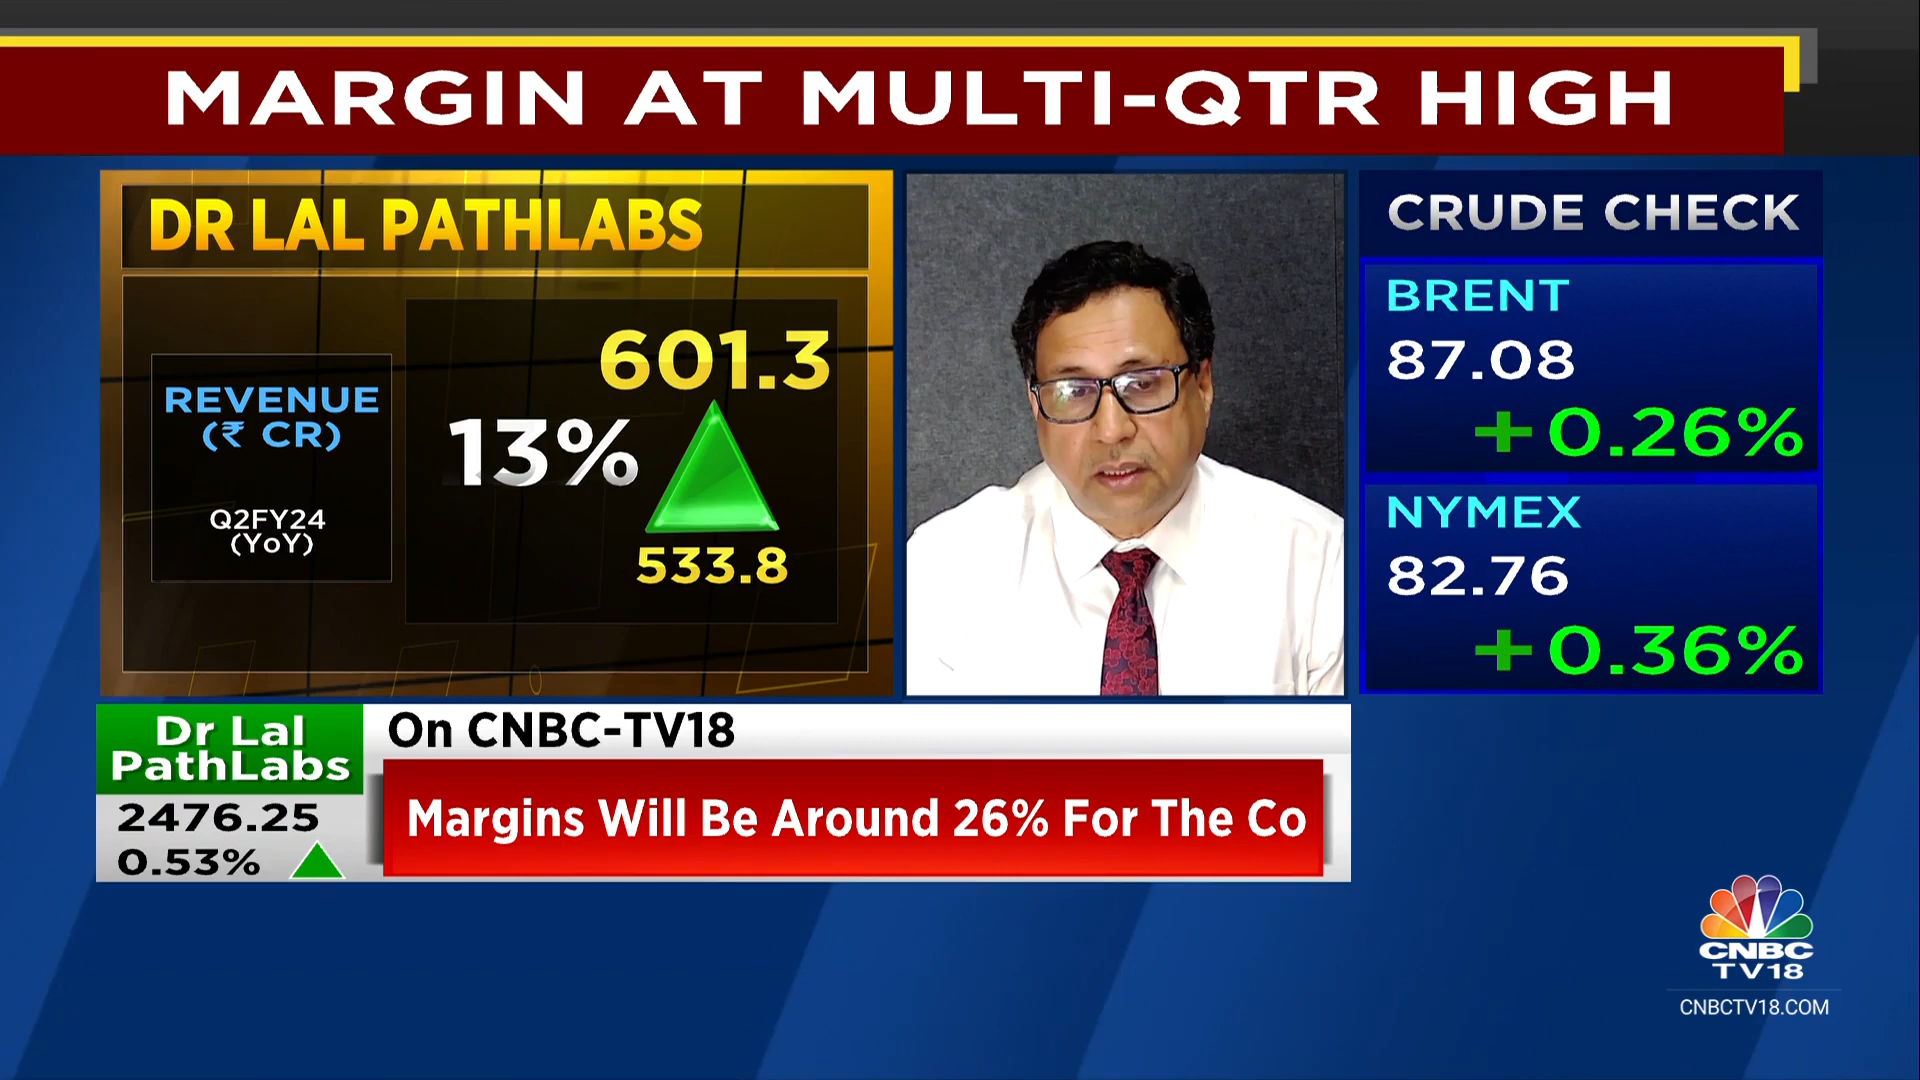 MARGIN AT MULTI-QTR HIGH
DR LAL PATHLABS
REVENUE
(₹ CR)
Q2FY24
(YoY)
601.3
13%
533.8
CRUDE CHECK
BRENT
87.08
+0.26%
NYMEX
82.76
+0.36%
Dr Lal
PathLabs
2476.25
0.53%
On CNBC-TV18
Margins Will Be Around 26% For The Co
CNBC
TV18
CNBCTV18.COM